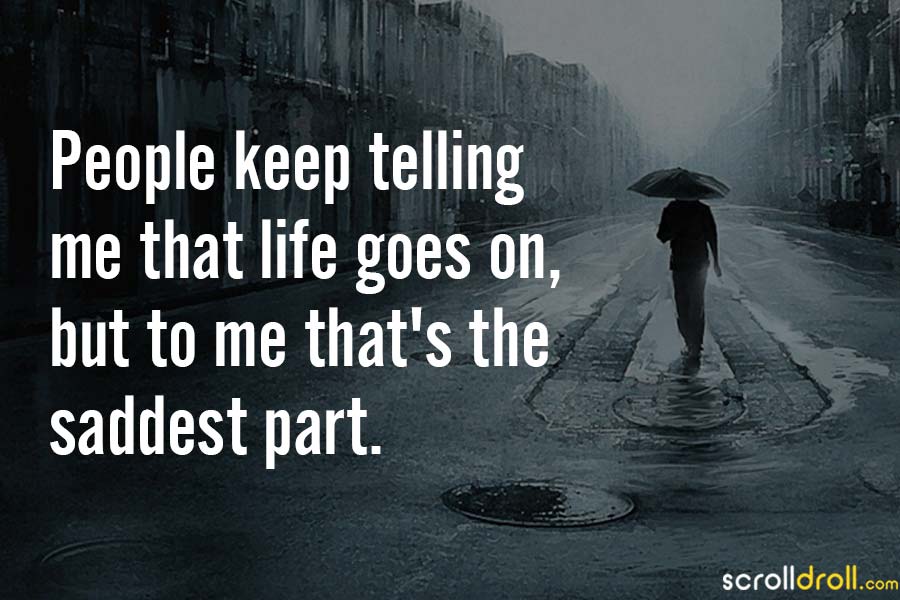 People keep telling
me that life goes on,
but to me that's the
saddest part.
scrolldroll.com